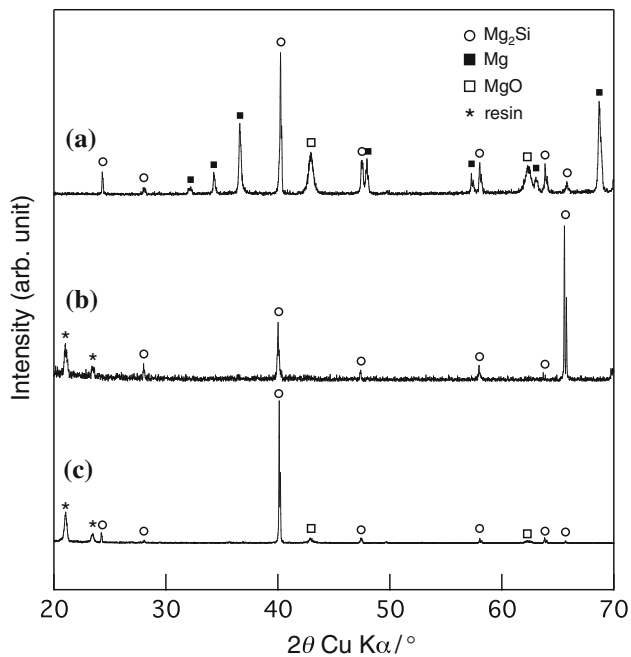 Mg₂Si
Mg
MgO
* resin
(a)
(b)
(c)
Intensity (arb. unit)
20 30 40 50 60 70
2θ Cu Kα/°